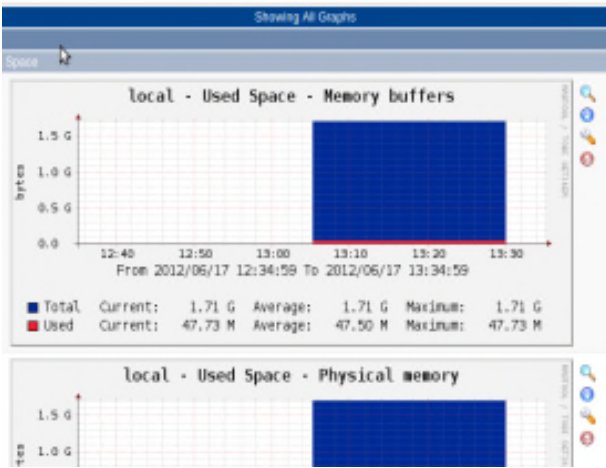 Showing All Graphs
Space
local - Used Space - Memory buffers
RRDTOOL / TOBI OETIKER
bytes
1.5 G
1.0 G
0.5 G
0.0
12:40 12:50 13:00 13:10 13:20 13:30
From 2012/06/17 12:34:59 To 2012/06/17 13:34:59
Total Current: 1.71 G Average: 1.71 G Maximum: 1.71 G
Used Current: 47.73 M Average: 47.50 M Maximum: 47.73 M
local - Used Space - Physical memory
1.5 G
1.0 G